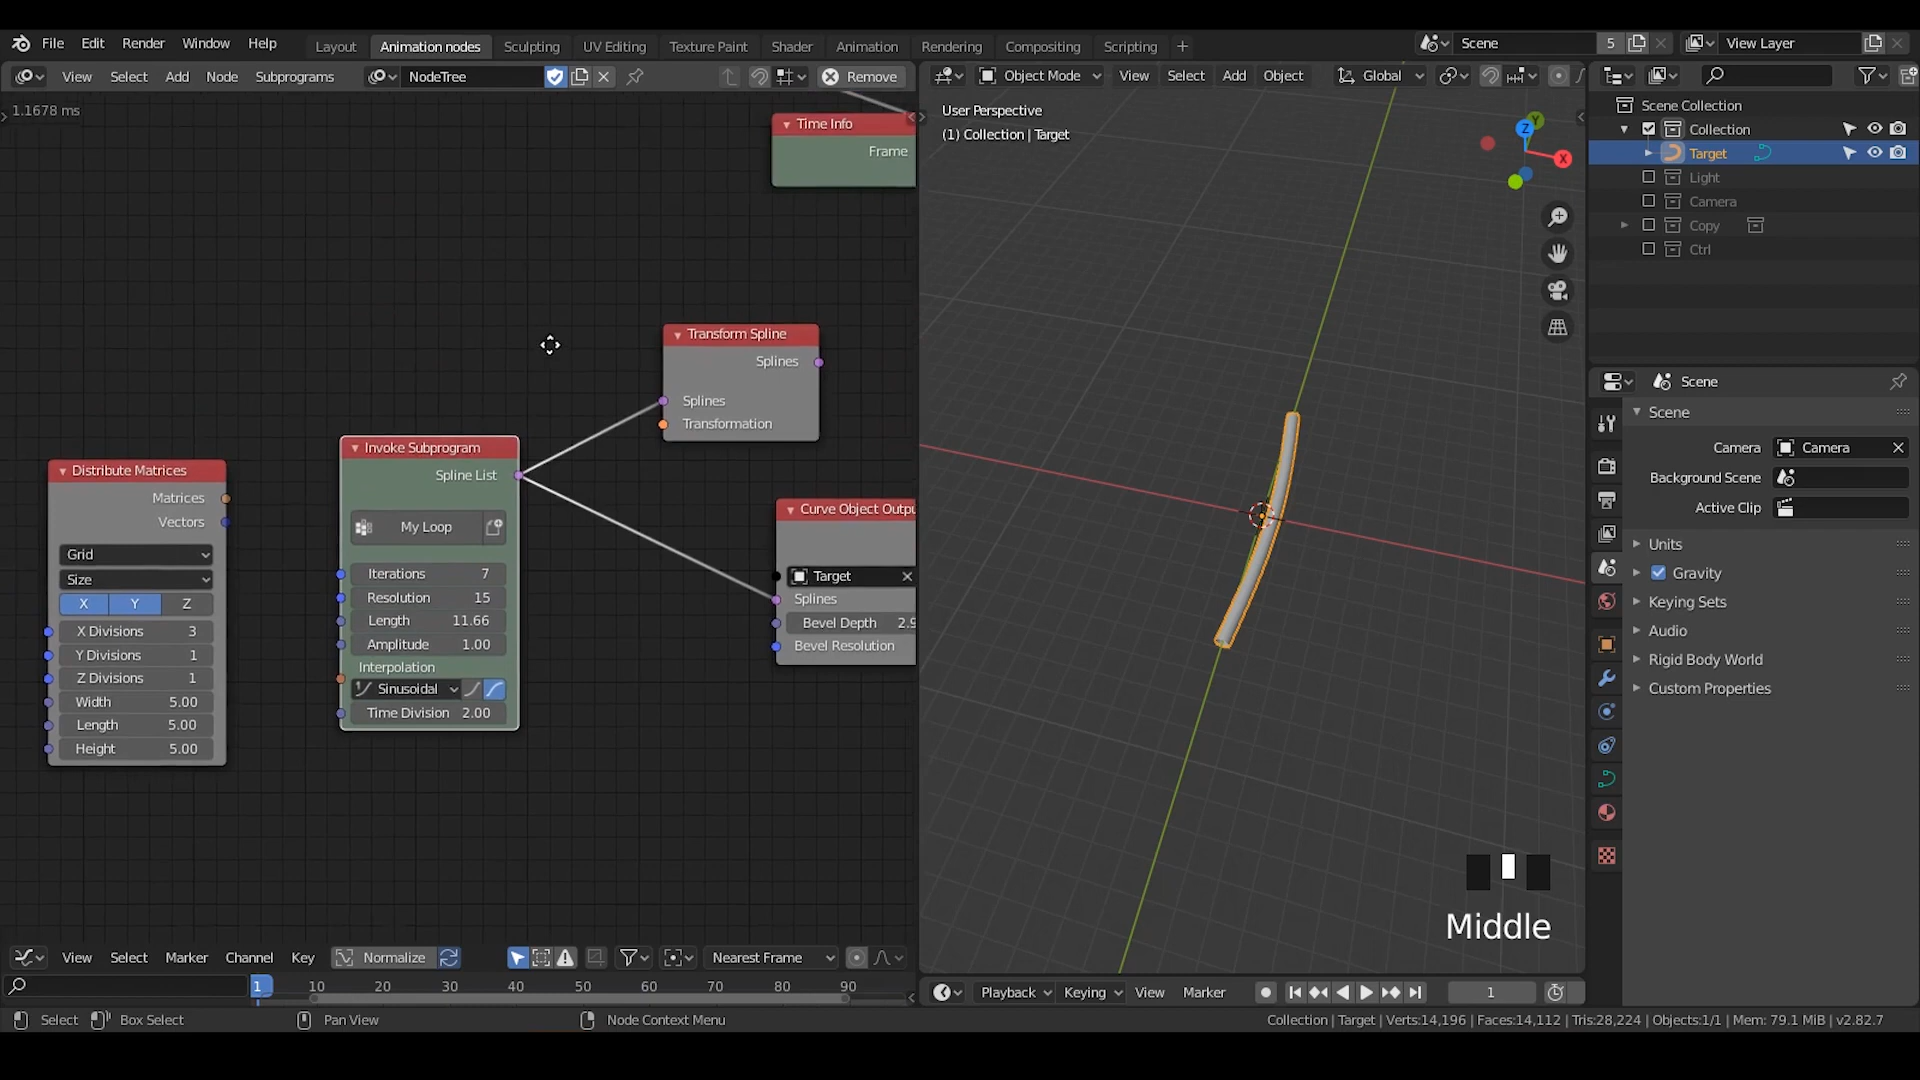 File Edit Render Window Help
Layout Animation nodes Sculpting UV Editing Texture Paint Shader Animation Rendering Compositing Scripting +
Scene 5
View Layer
View Select Add Node Subprograms
NodeTree
Remove
Object Mode View Select Add Object Global
1.1678 ms
Time Info
Frame
Transform Spline
Splines
Splines
Transformation
Distribute Matrices
Matrices
Vectors
Grid
Size
X Y Z
X Divisions 3
Y Divisions 1
Z Divisions 1
Width 5.00
Length 5.00
Height 5.00
Invoke Subprogram
Spline List
My Loop
Iterations 7
Resolution 15
Length 11.66
Amplitude 1.00
Interpolation
Sinusoidal
Time Division 2.00
Curve Object Outpu
Target
Splines
Bevel Depth 2.9
Bevel Resolution
User Perspective
(1) Collection | Target
Z
Y
X
Middle
Scene Collection
Collection
Target
Light
Camera
Copy
Ctrl
Scene
Scene
Camera Camera
Background Scene
Active Clip
Units
Gravity
Keying Sets
Audio
Rigid Body World
Custom Properties
View Select Marker Channel Key Normalize Nearest Frame
1 10 20 30 40 50 60 70 80 90
Playback Keying View Marker 1
Select Box Select Pan View Node Context Menu
Collection | Target | Verts:14,196 | Faces:14,112 | Tris:28,224 | Objects:1/1 | Mem: 79.1 MiB | v2.82.7